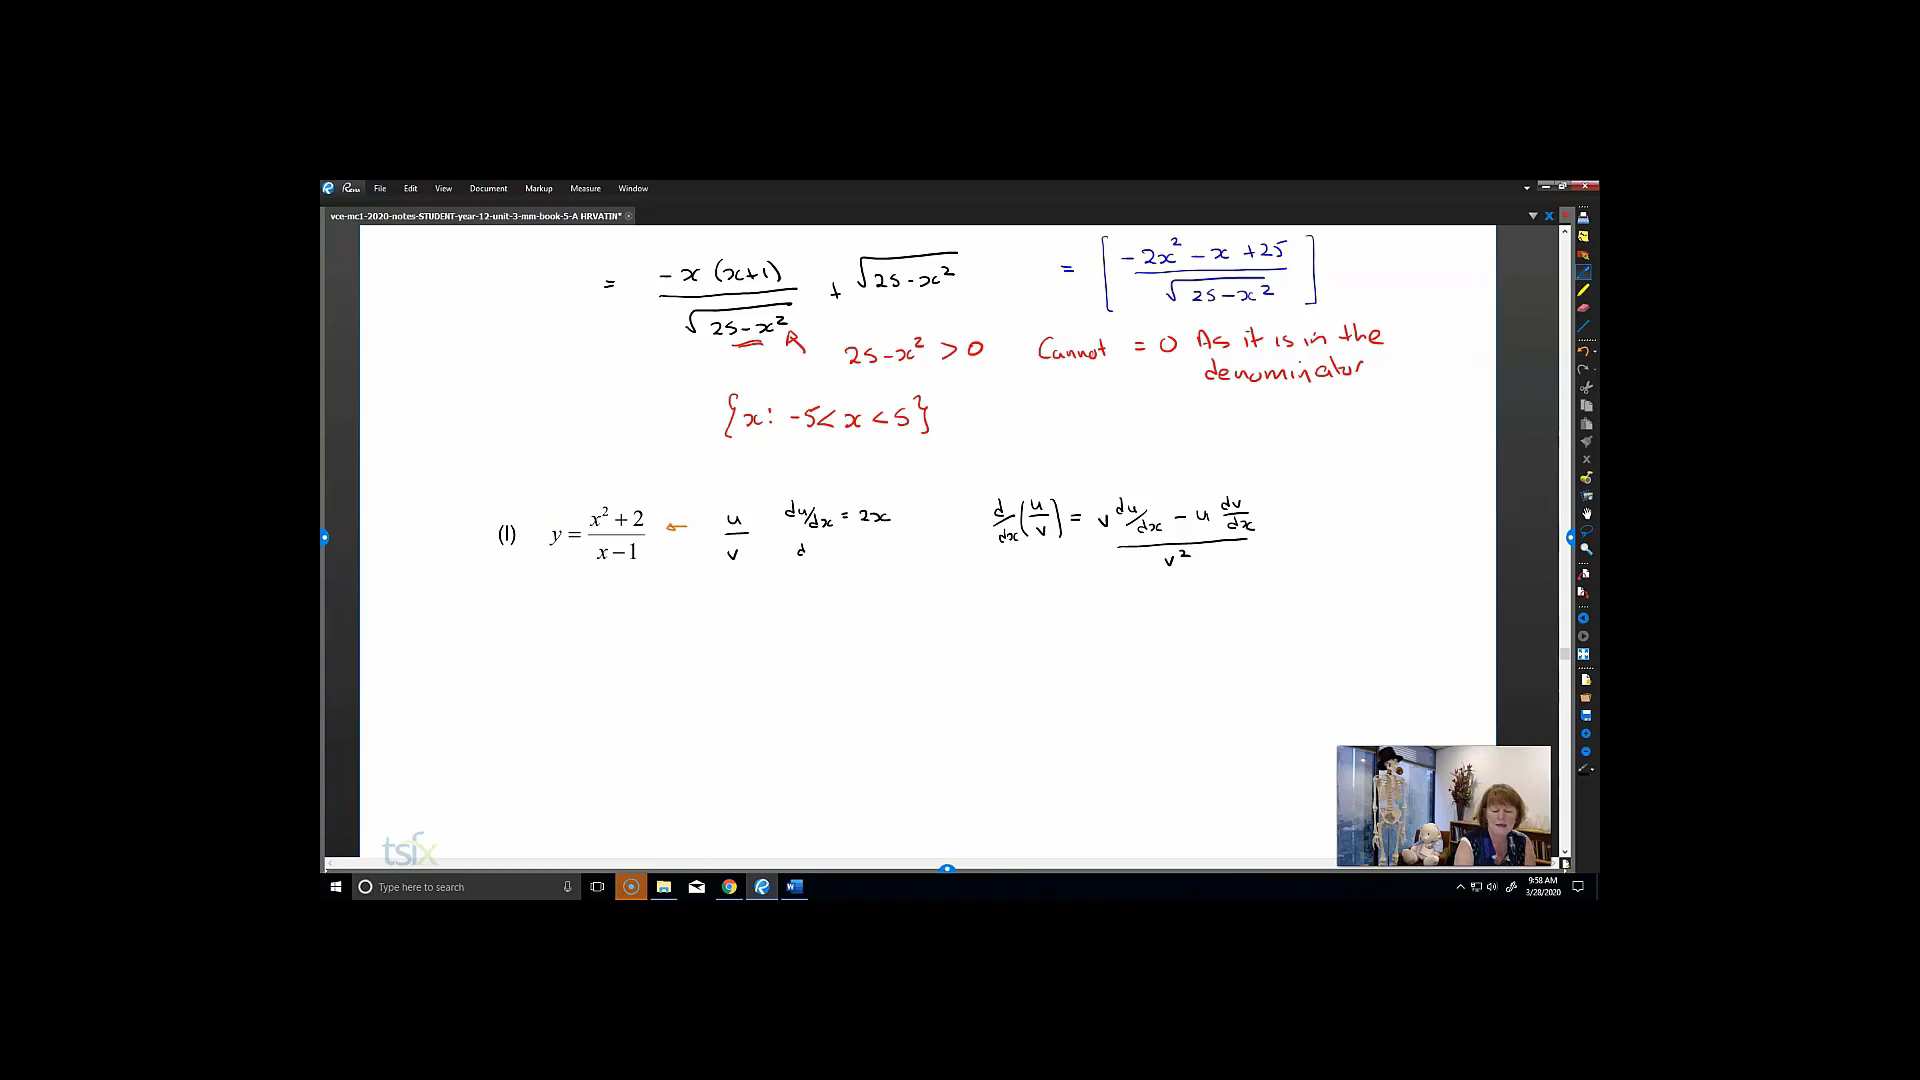 Revu File Edit View Document Markup Measure Window
vce-mc1-2020-notes-STUDENT-year-12-unit-3-mm-book-5-A HRVATIN*
= -x (x+1) / √(25-x²) + √(25-x²) = [ -2x² - x + 25 / √(25-x²) ]
25-x² > 0 Cannot = 0 As it is in the
denominator
{x: -5 < x < 5}
(l) y = (x² + 2) / (x - 1) ← u / v du/dx = 2x d/dx (u/v) = (v du/dx - u dv/dx) / v²
d
tsfx
Type here to search
9:58 AM
3/28/2020